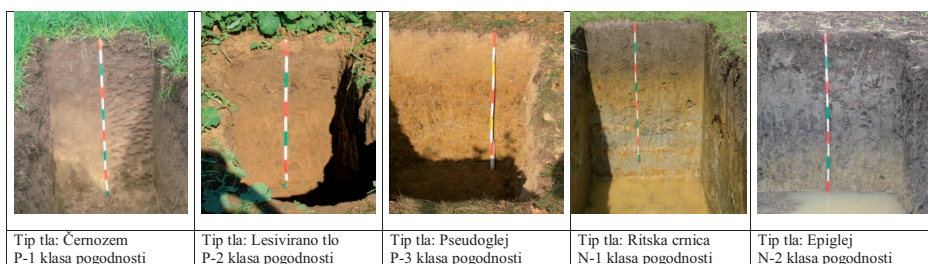 Tip tla: Černozem
P-1 klasa pogodnosti
Tip tla: Lesivirano tlo
P-2 klasa pogodnosti
Tip tla: Pseudoglej
P-3 klasa pogodnosti
Tip tla: Ritska crnica
N-1 klasa pogodnosti
Tip tla: Epiglej
N-2 klasa pogodnosti